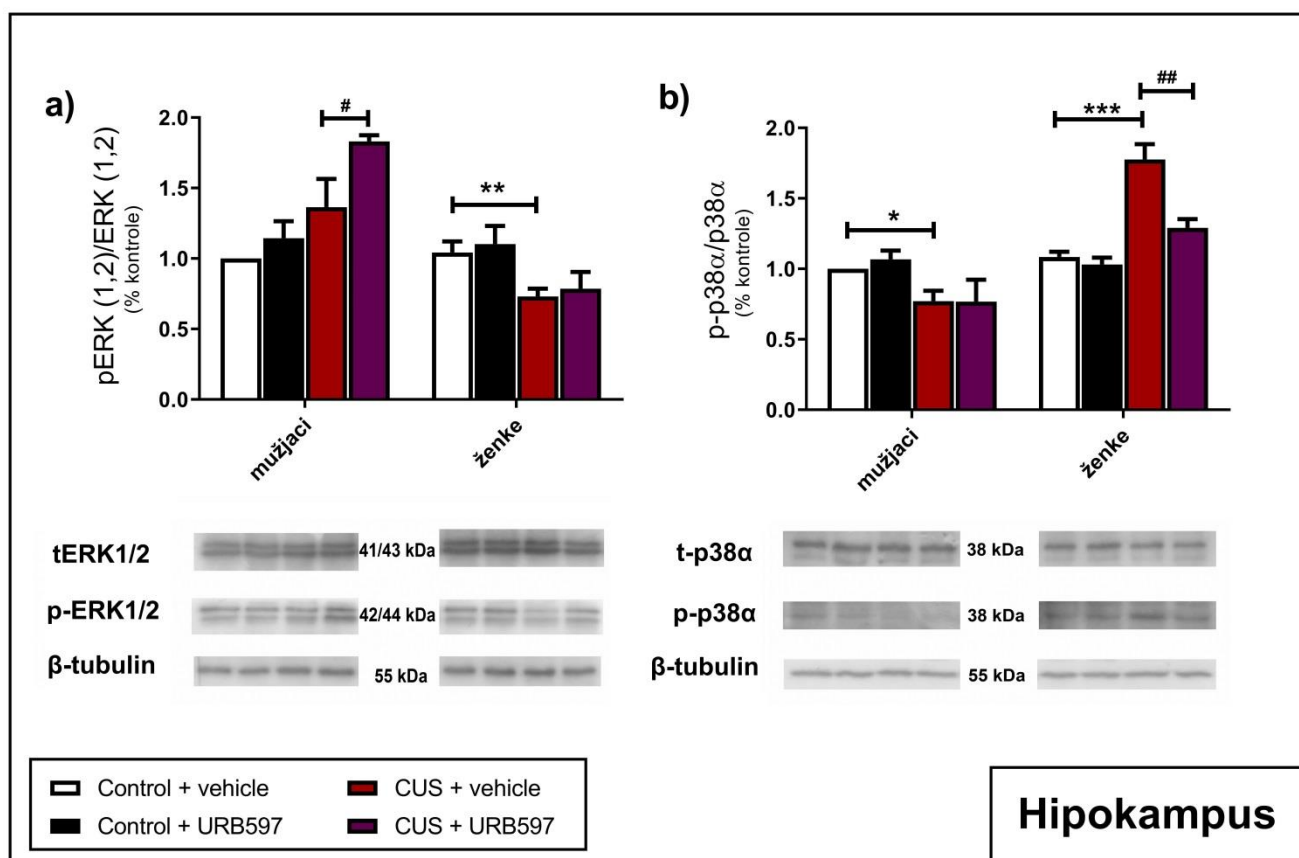 a)
pERK (1,2)/ERK (1,2)
(% kontrole)
2.0
1.5
1.0
0.5
0.0
#
**
mužjaci
ženke
b)
p-p38α/p38α
(% kontrole)
2.0
1.5
1.0
0.5
0.0
*
***
##
mužjaci
ženke
tERK1/2
41/43 kDa
p-ERK1/2
42/44 kDa
β-tubulin
55 kDa
t-p38α
38 kDa
p-p38α
38 kDa
β-tubulin
55 kDa
Control + vehicle
CUS + vehicle
Control + URB597
CUS + URB597
Hipokampus